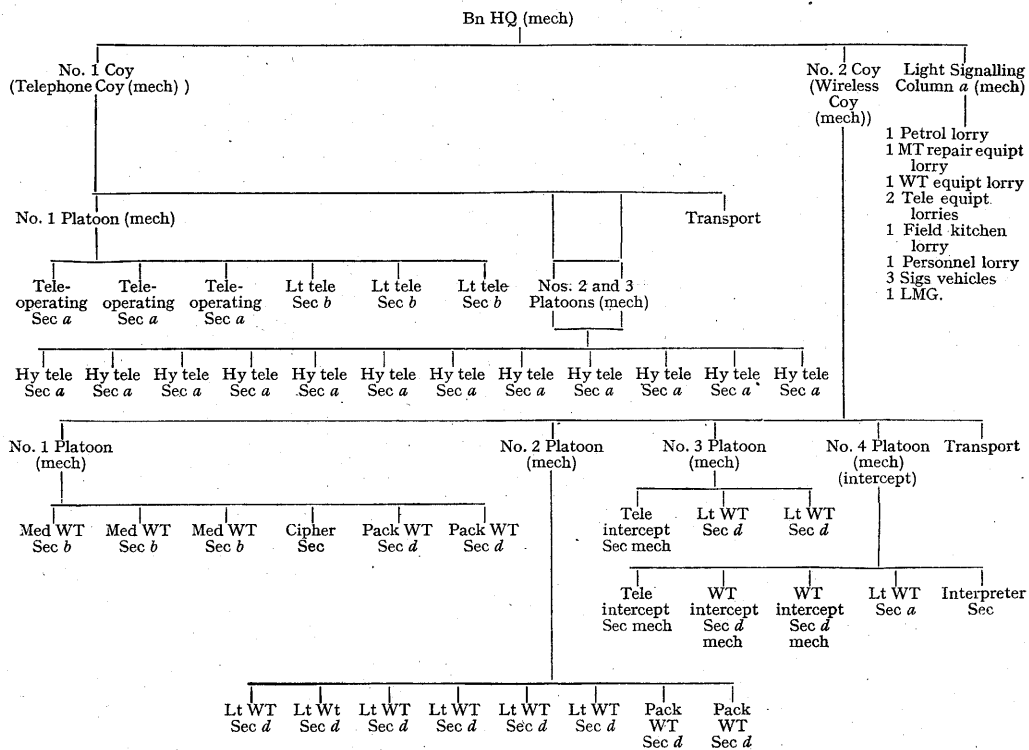 Bn HQ (mech)
No. 1 Coy
(Telephone Coy (mech) )
No. 2 Coy
(Wireless
Coy
(mech))
Light Signalling
Column a (mech)
1 Petrol lorry
1 MT repair equipt
lorry
1 WT equipt lorry
2 Tele equipt
lorries
1 Field kitchen
lorry
1 Personnel lorry
3 Sigs vehicles
1 LMG.
No. 1 Platoon (mech)
Transport
Tele-
operating
Sec a
Tele-
operating
Sec a
Tele-
operating
Sec a
Lt tele
Sec b
Lt tele
Sec b
Lt tele
Sec b
Nos. 2 and 3
Platoons (mech)
Hy tele
Sec a
Hy tele
Sec a
Hy tele
Sec a
Hy tele
Sec a
Hy tele
Sec a
Hy tele
Sec a
Hy tele
Sec a
Hy tele
Sec a
Hy tele
Sec a
Hy tele
Sec a
Hy tele
Sec a
Hy tele
Sec a
No. 1 Platoon
(mech)
No. 2 Platoon
(mech)
No. 3 Platoon
(mech)
No. 4 Platoon
(mech)
(intercept)
Transport
Med WT
Sec b
Med WT
Sec b
Med WT
Sec b
Cipher
Sec
Pack WT
Sec d
Pack WT
Sec d
Tele
intercept
Sec mech
Lt WT
Sec d
Lt WT
Sec d
Tele
intercept
Sec mech
WT
intercept
Sec d
mech
WT
intercept
Sec d
mech
Lt WT
Sec a
Interpreter
Sec
Lt WT
Sec d
Lt Wt
Sec d
Lt WT
Sec d
Lt WT
Sec d
Lt WT
Sec d
Lt WT
Sec d
Pack
WT
Sec d
Pack
WT
Sec d